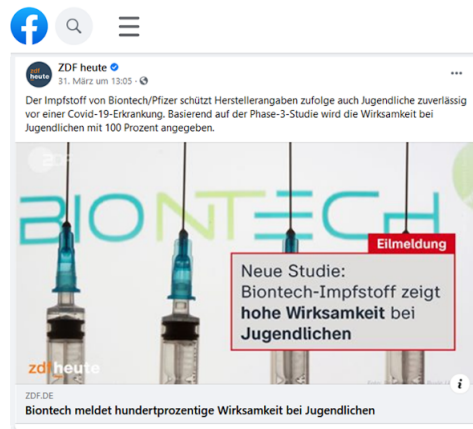 ZDF heute
31. März um 13:05 ·
Der Impfstoff von Biontech/Pfizer schützt Herstellerangaben zufolge auch Jugendliche zuverlässig
vor einer Covid-19-Erkrankung. Basierend auf der Phase-3-Studie wird die Wirksamkeit bei
Jugendlichen mit 100 Prozent angegeben.
ZDF
BIONTECH
Eilmeldung
Neue Studie:
Biontech-Impfstoff zeigt
hohe Wirksamkeit bei
Jugendlichen
zdfheute
ZDF.DE
Biontech meldet hundertprozentige Wirksamkeit bei Jugendlichen